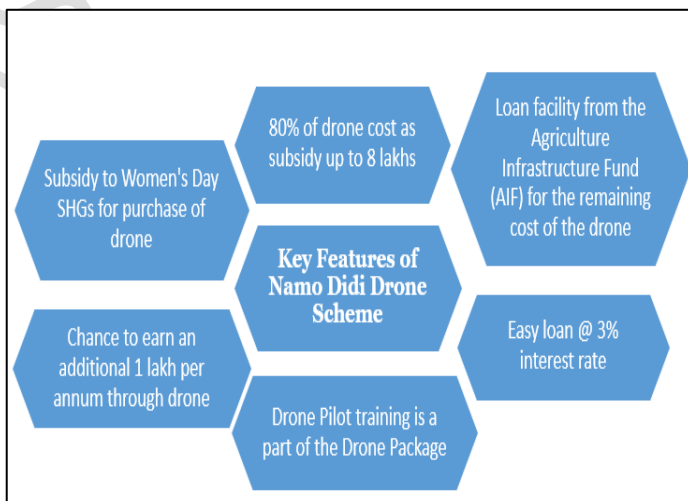 80% of drone cost as
subsidy up to 8 lakhs
Loan facility from the
Agriculture
Infrastructure Fund
(AIF) for the remaining
cost of the drone
Subsidy to Women's Day
SHGs for purchase of
drone
Key Features of
Namo Didi Drone
Scheme
Chance to earn an
additional 1 lakh per
annum through drone
Easy loan @ 3%
interest rate
Drone Pilot training is a
part of the Drone Package